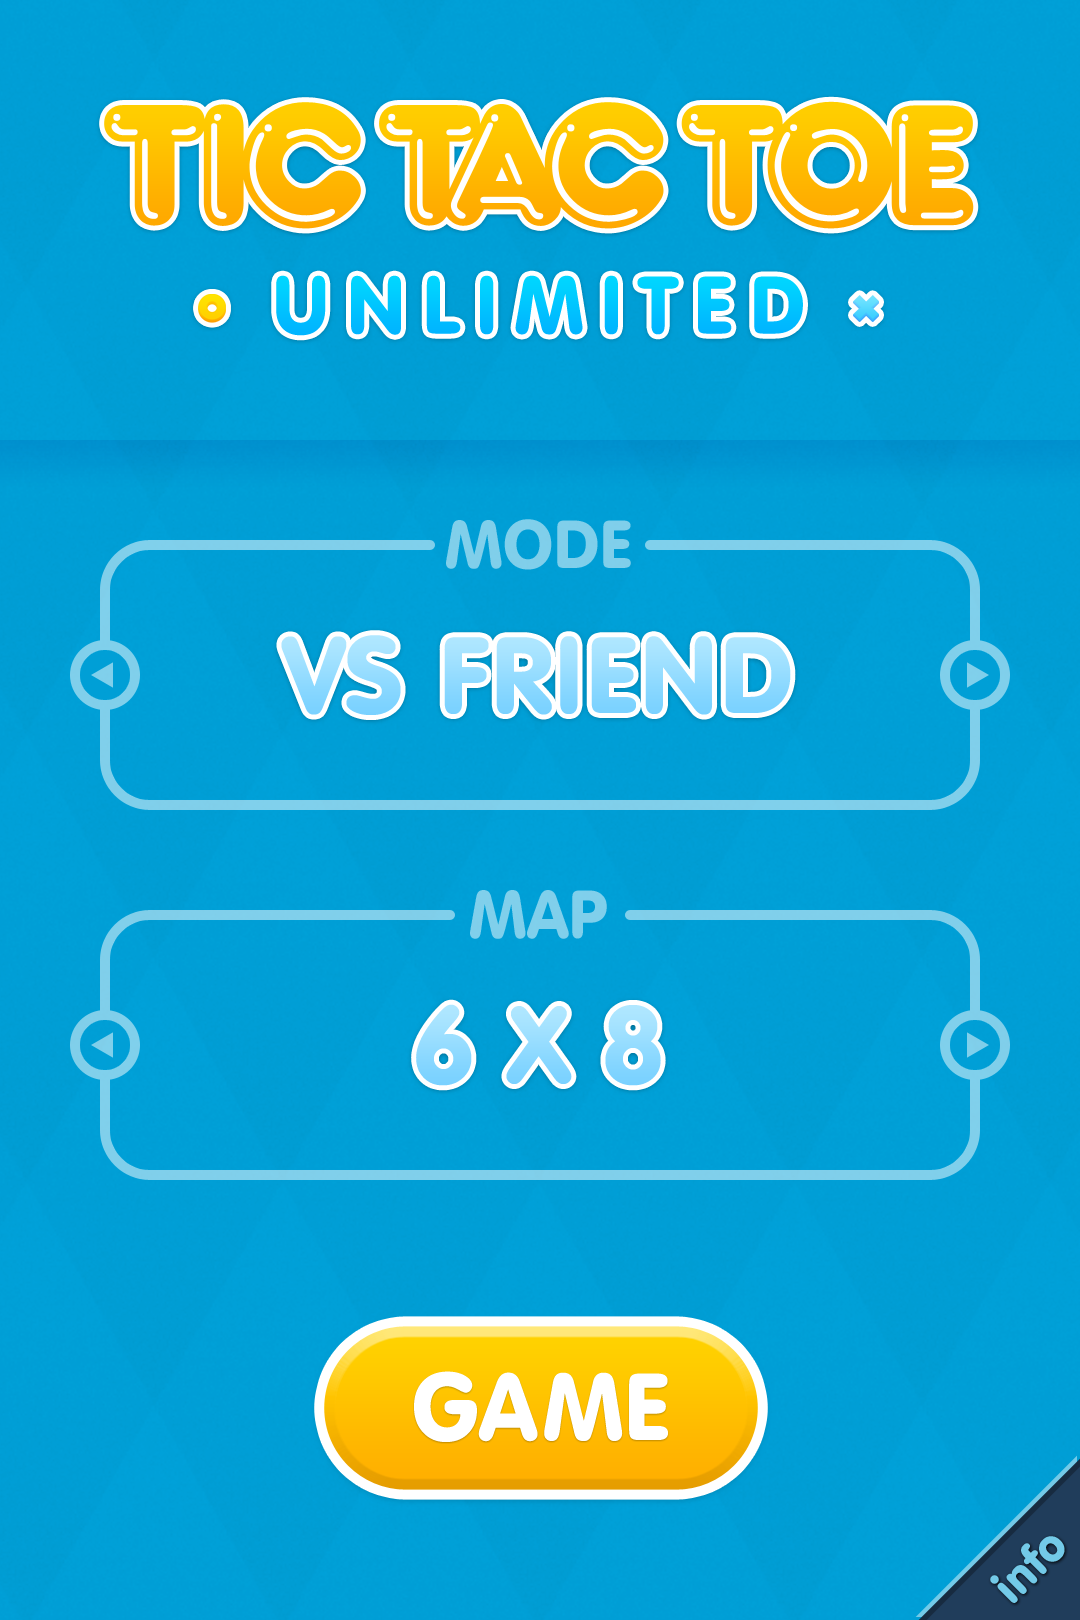 TIC TAC TOE
UNLIMITED
MODE
VS FRIEND
MAP
6 X 8
GAME
info